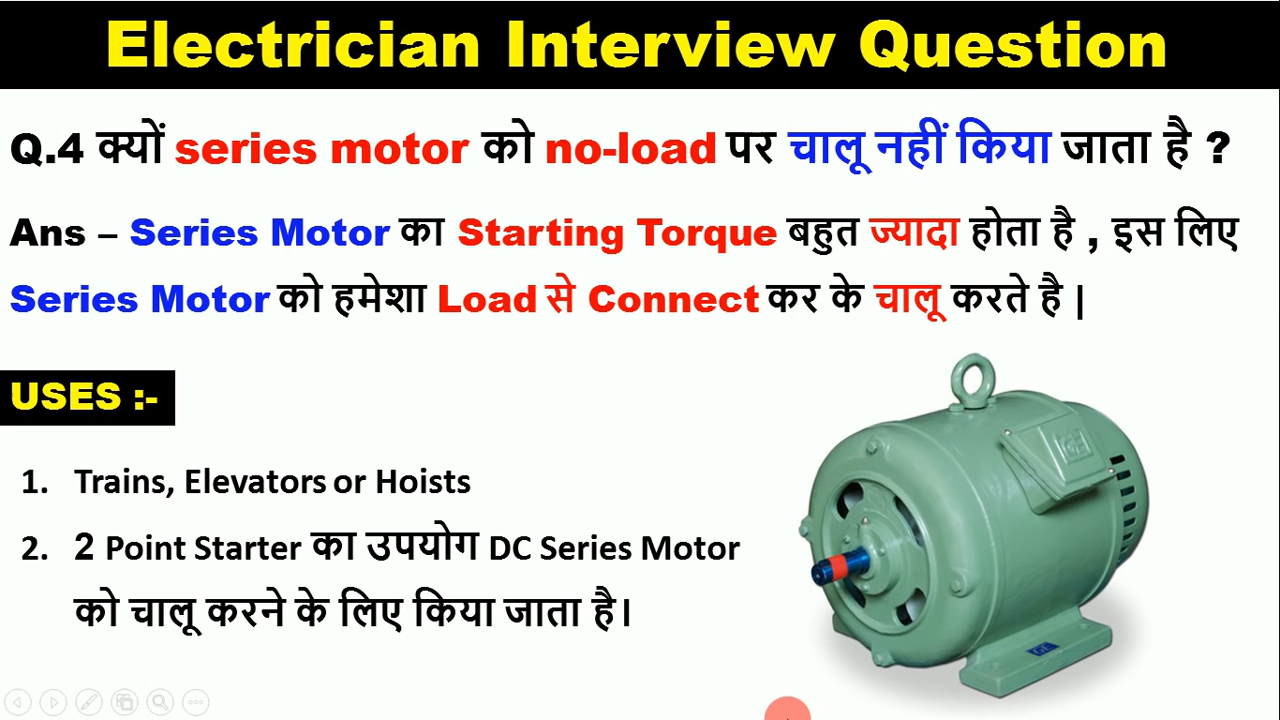 Electrician Interview Question
Q.4 क्यों series motor को no-load पर चालू नहीं किया जाता है ?
Ans – Series Motor का Starting Torque बहुत ज्यादा होता है , इस लिए
Series Motor को हमेशा Load से Connect कर के चालू करते है |
USES :-
1. Trains, Elevators or Hoists
2. 2 Point Starter का उपयोग DC Series Motor
को चालू करने के लिए किया जाता है।
GE
GE